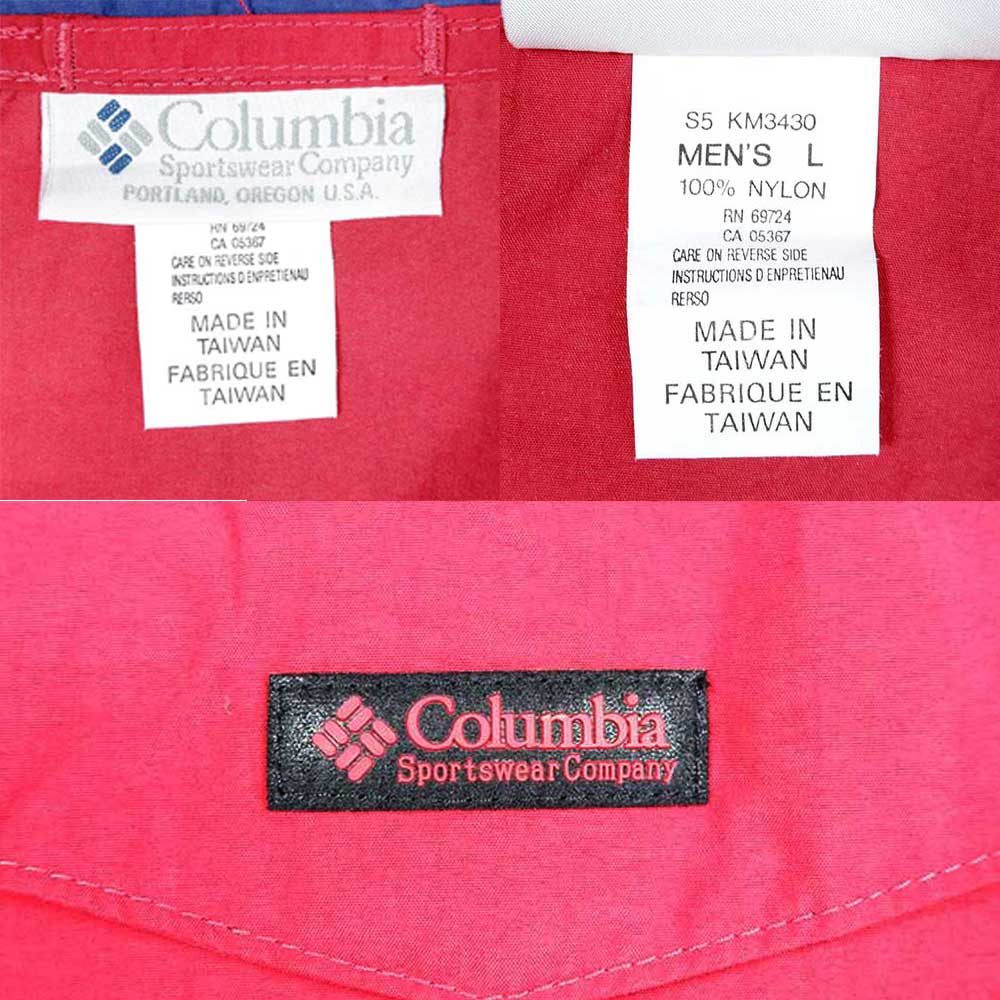 Columbia
Sportswear Company
PORTLAND, OREGON U.S.A.
RN 69724
CA 05367
CARE ON REVERSE SIDE
INSTRUCTIONS D ENPRETIENAU
RERSO
MADE IN
TAIWAN
FABRIQUE EN
TAIWAN
S5 KM3430
MEN'S L
100% NYLON
RN 69724
CA 05367
CARE ON REVERSE SIDE
INSTRUCTIONS D ENPRETIENAU
RERSO
MADE IN
TAIWAN
FABRIQUE EN
TAIWAN
Columbia
Sportswear Company